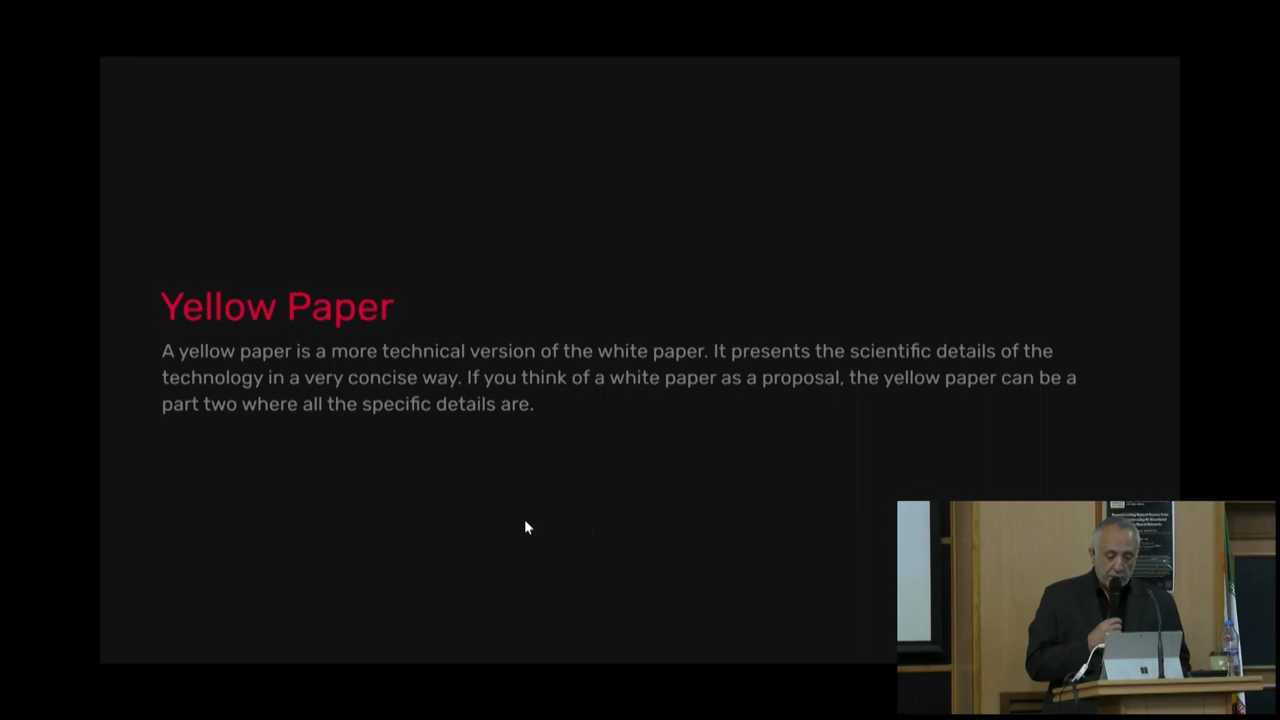 Yellow Paper
A yellow paper is a more technical version of the white paper. It presents the scientific details of the
technology in a very concise way. If you think of a white paper as a proposal, the yellow paper can be a
part two where all the specific details are.